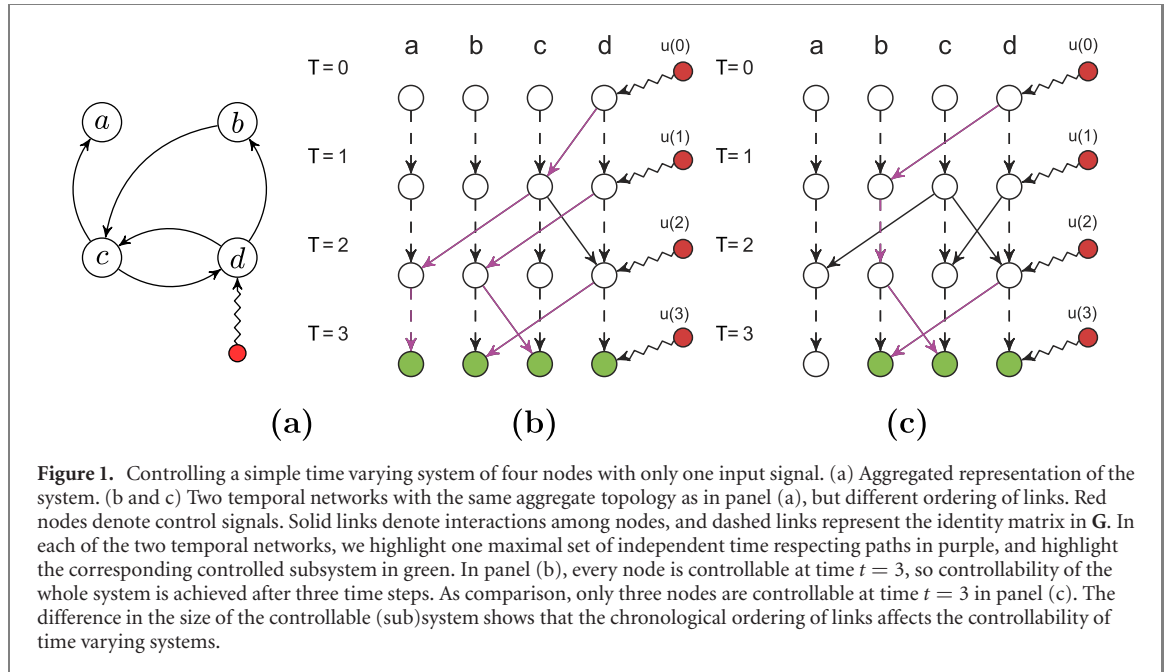 a b c d u(0) a b c d u(0)
T = 0 T = 0
a b
u(1) u(1)
T = 1 T = 1
c d
u(2) u(2)
T = 2 T = 2
u(3) u(3)
T = 3 T = 3
(a) (b) (c)
Figure 1. Controlling a simple time varying system of four nodes with only one input signal. (a) Aggregated representation of the
system. (b and c) Two temporal networks with the same aggregate topology as in panel (a), but different ordering of links. Red
nodes denote control signals. Solid links denote interactions among nodes, and dashed links represent the identity matrix in G. In
each of the two temporal networks, we highlight one maximal set of independent time respecting paths in purple, and highlight
the corresponding controlled subsystem in green. In panel (b), every node is controllable at time t = 3, so controllability of the
whole system is achieved after three time steps. As comparison, only three nodes are controllable at time t = 3 in panel (c). The
difference in the size of the controllable (sub)system shows that the chronological ordering of links affects the controllability of
time varying systems.